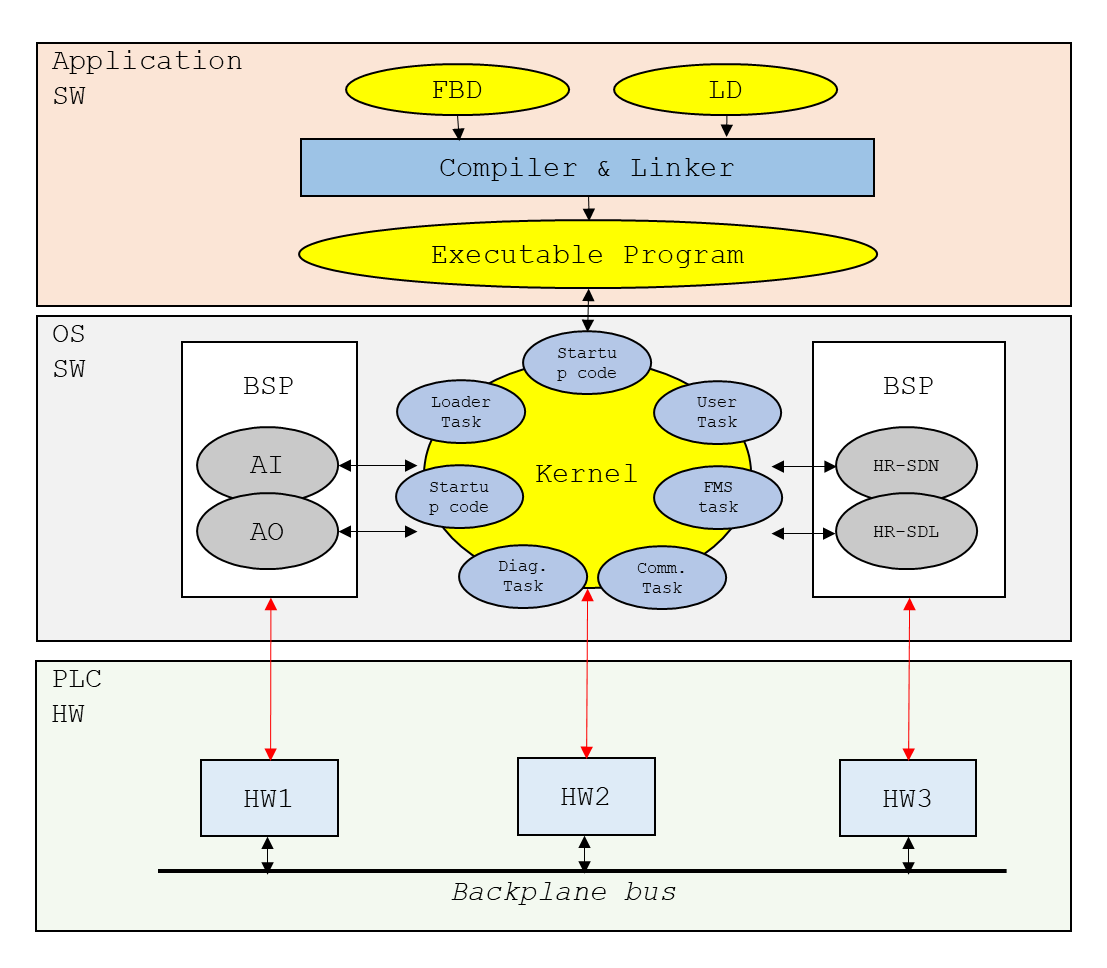 Application
SW
FBD
LD
Compiler & Linker
Executable Program
OS
SW
BSP
AI
AO
Startu
p code
Loader
Task
User
Task
Kernel
Startu
p code
FMS
task
Diag.
Task
Comm.
Task
BSP
HR-SDN
HR-SDL
PLC
HW
HW1
HW2
HW3
Backplane bus